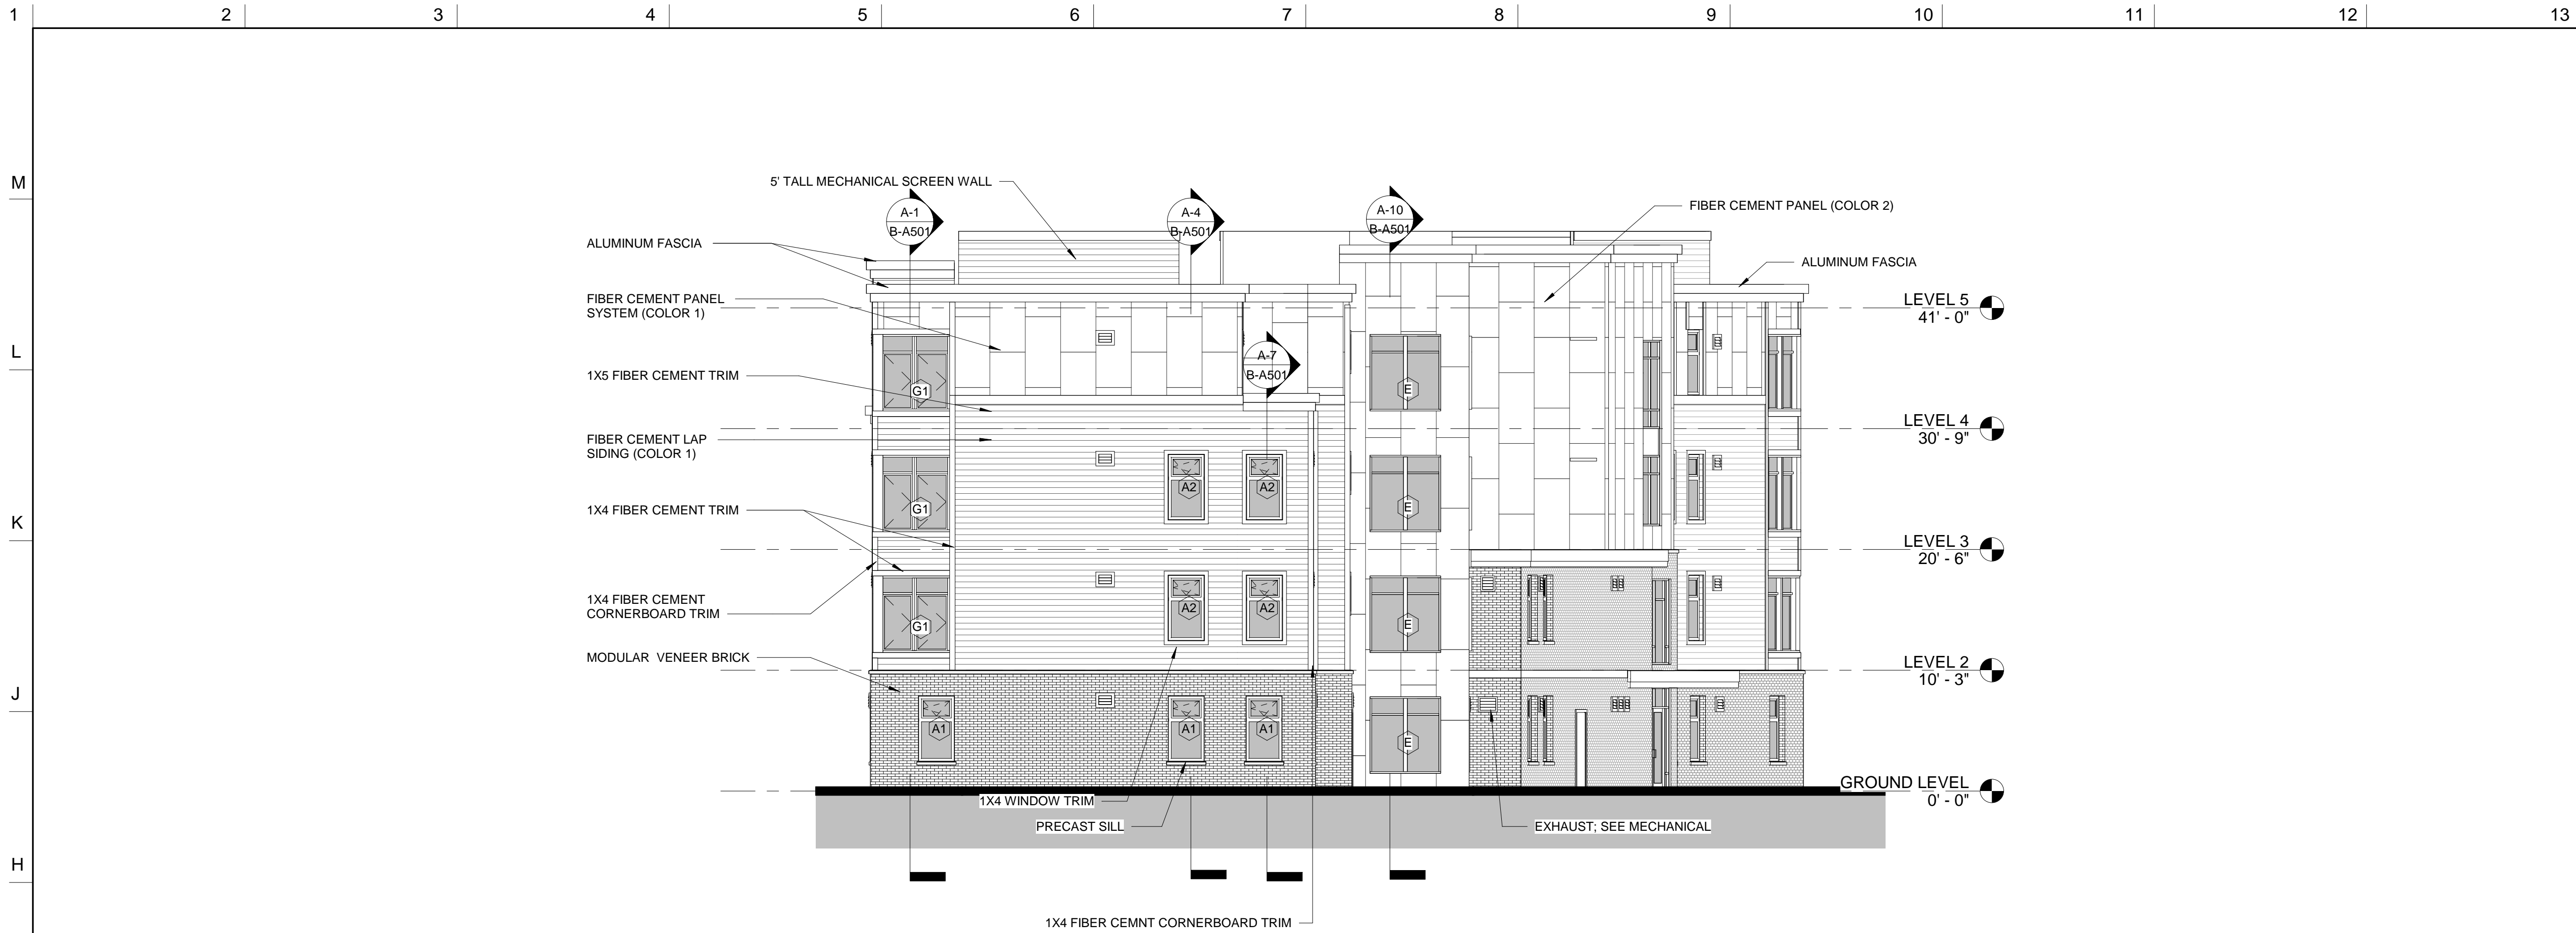 1 2 3 4 5 6 7 8 9 10 11 12 13
M
5' TALL MECHANICAL SCREEN WALL
A-1
B-A501
A-4
B-A501
A-10
B-A501
FIBER CEMENT PANEL (COLOR 2)
ALUMINUM FASCIA
ALUMINUM FASCIA
FIBER CEMENT PANEL
SYSTEM (COLOR 1)
LEVEL 5
41' - 0"
L
A-7
B-A501
1X5 FIBER CEMENT TRIM
G1
E
LEVEL 4
30' - 9"
FIBER CEMENT LAP
SIDING (COLOR 1)
A2
A2
K
1X4 FIBER CEMENT TRIM
G1
E
LEVEL 3
20' - 6"
1X4 FIBER CEMENT
CORNERBOARD TRIM
A2
A2
G1
E
MODULAR  VENEER BRICK
LEVEL 2
10' - 3"
J
A1
A1
A1
E
GROUND LEVEL
0' - 0"
1X4 WINDOW TRIM
PRECAST SILL
EXHAUST; SEE MECHANICAL
H
1X4 FIBER CEMNT CORNERBOARD TRIM